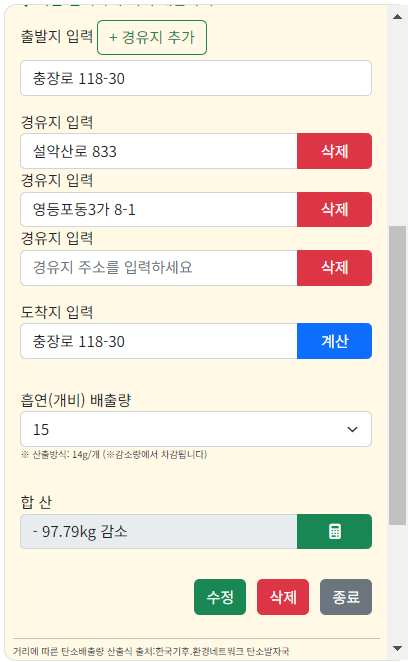 출발지 입력 + 경유지 추가
충장로 118-30
경유지 입력
설악산로 833 삭제
경유지 입력
영등포동3가 8-1 삭제
경유지 입력
경유지 주소를 입력하세요 삭제
도착지 입력
충장로 118-30 계산
흡연(개비) 배출량
15
※ 산출방식: 14g/개 (※감소량에서 차감됩니다)
합 산
- 97.79kg 감소
수정 삭제 종료
거리에 따른 탄소배출량 산출식 출처:한국기후.환경네트워크 탄소발자국